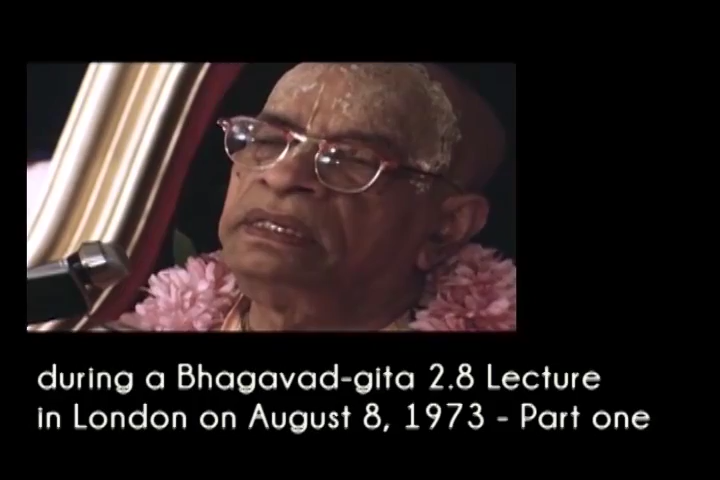 during a Bhagavad-gita 2.8 Lecture
in London on August 8, 1973 - Part one